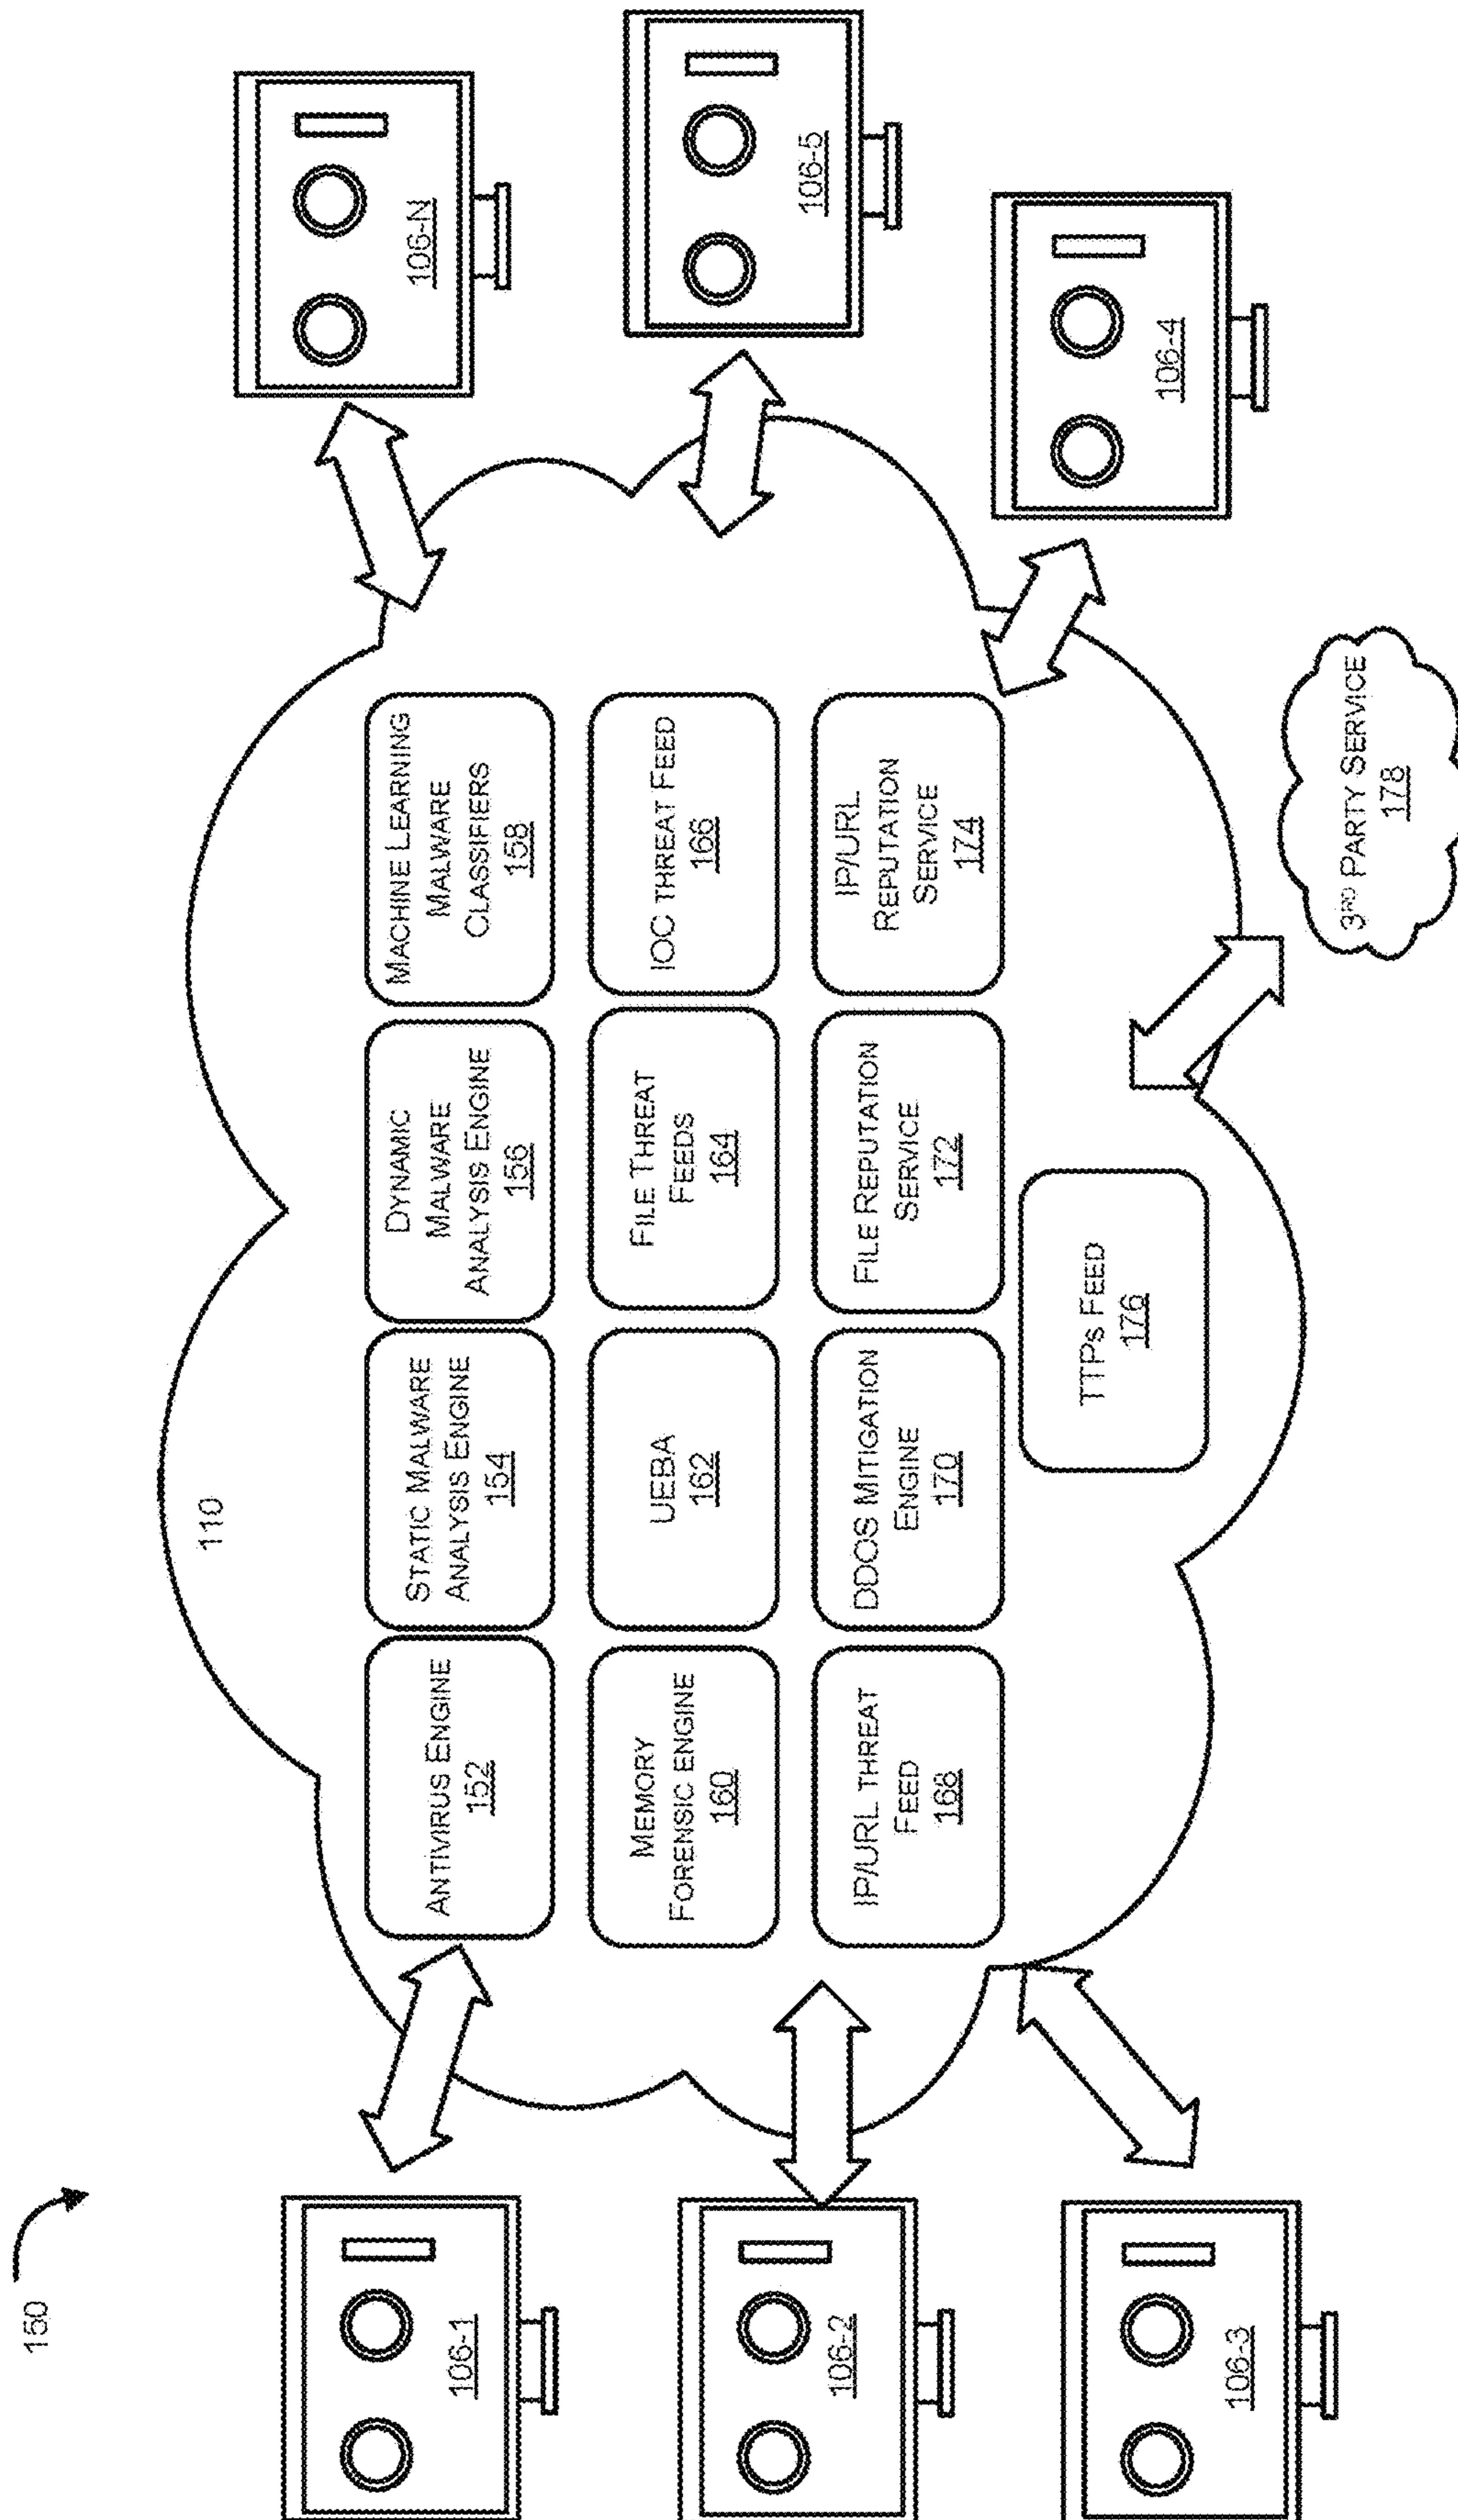 150
110
106-1
106-2
106-3
ANTIVIRUS ENGINE
152
STATIC MALWARE
ANALYSIS ENGINE
154
DYNAMIC
MALWARE
ANALYSIS ENGINE
156
MACHINE LEARNING
MALWARE
CLASSIFIERS
158
MEMORY
FORENSIC ENGINE
160
UEBA
162
FILE THREAT
FEEDS
164
IOC THREAT FEED
166
IP/URL THREAT
FEED
168
DDOS MITIGATION
ENGINE
170
FILE REPUTATION
SERVICE
172
IP/URL
REPUTATION
SERVICE
174
TTPS FEED
176
106-N
106-5
106-4
3RD PARTY SERVICE
178